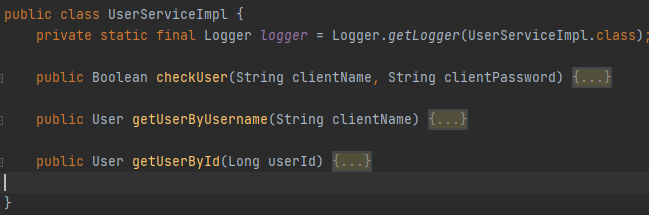 public class UserServiceImpl {
private static final Logger logger = Logger.getLogger(UserServiceImpl.class);
public Boolean checkUser(String clientName, String clientPassword) {...}
public User getUserByUsername(String clientName) {...}
public User getUserById(Long userId) {...}
}